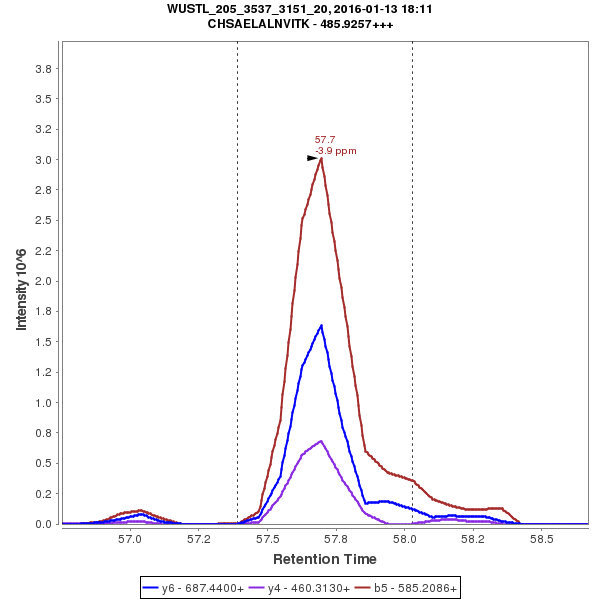 WUSTL_205_3537_3151_20, 2016-01-13 18:11
CHSAELALNVITK - 485.9257+++
Intensity 10^6
3.8
3.5
3.2
3.0
2.8
2.5
2.2
2.0
1.8
1.5
1.2
1.0
0.8
0.5
0.2
0.0
57.7
-3.9 ppm
57.0 57.2 57.5 57.8 58.0 58.2 58.5
Retention Time
y6 - 687.4400+ y4 - 460.3130+ b5 - 585.2086+